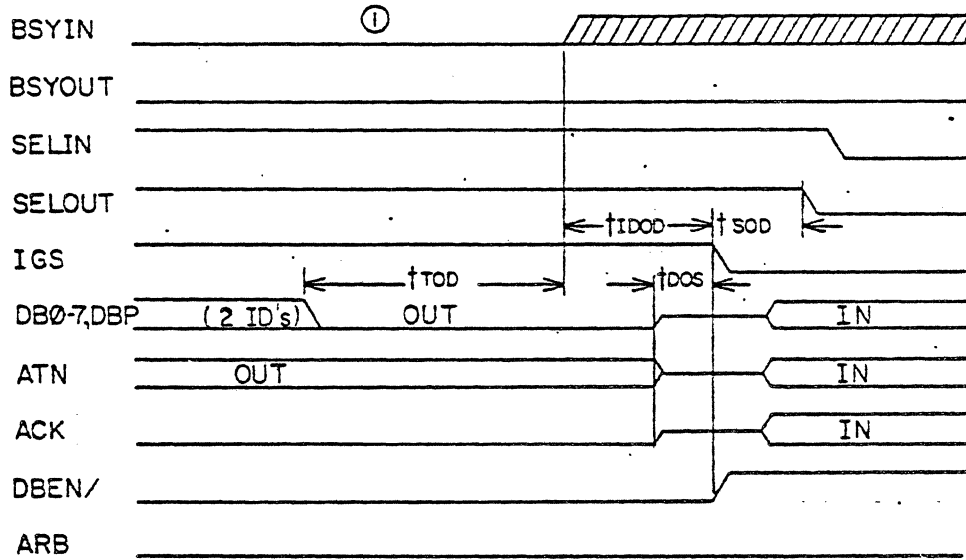 BSYIN ①
BSYOUT
SELIN
SELOUT
tIDOD tSOD
IGS
tTOD tDOS
DBØ-7,DBP (2 ID's) OUT IN
ATN OUT IN
ACK IN
DBEN/
ARB